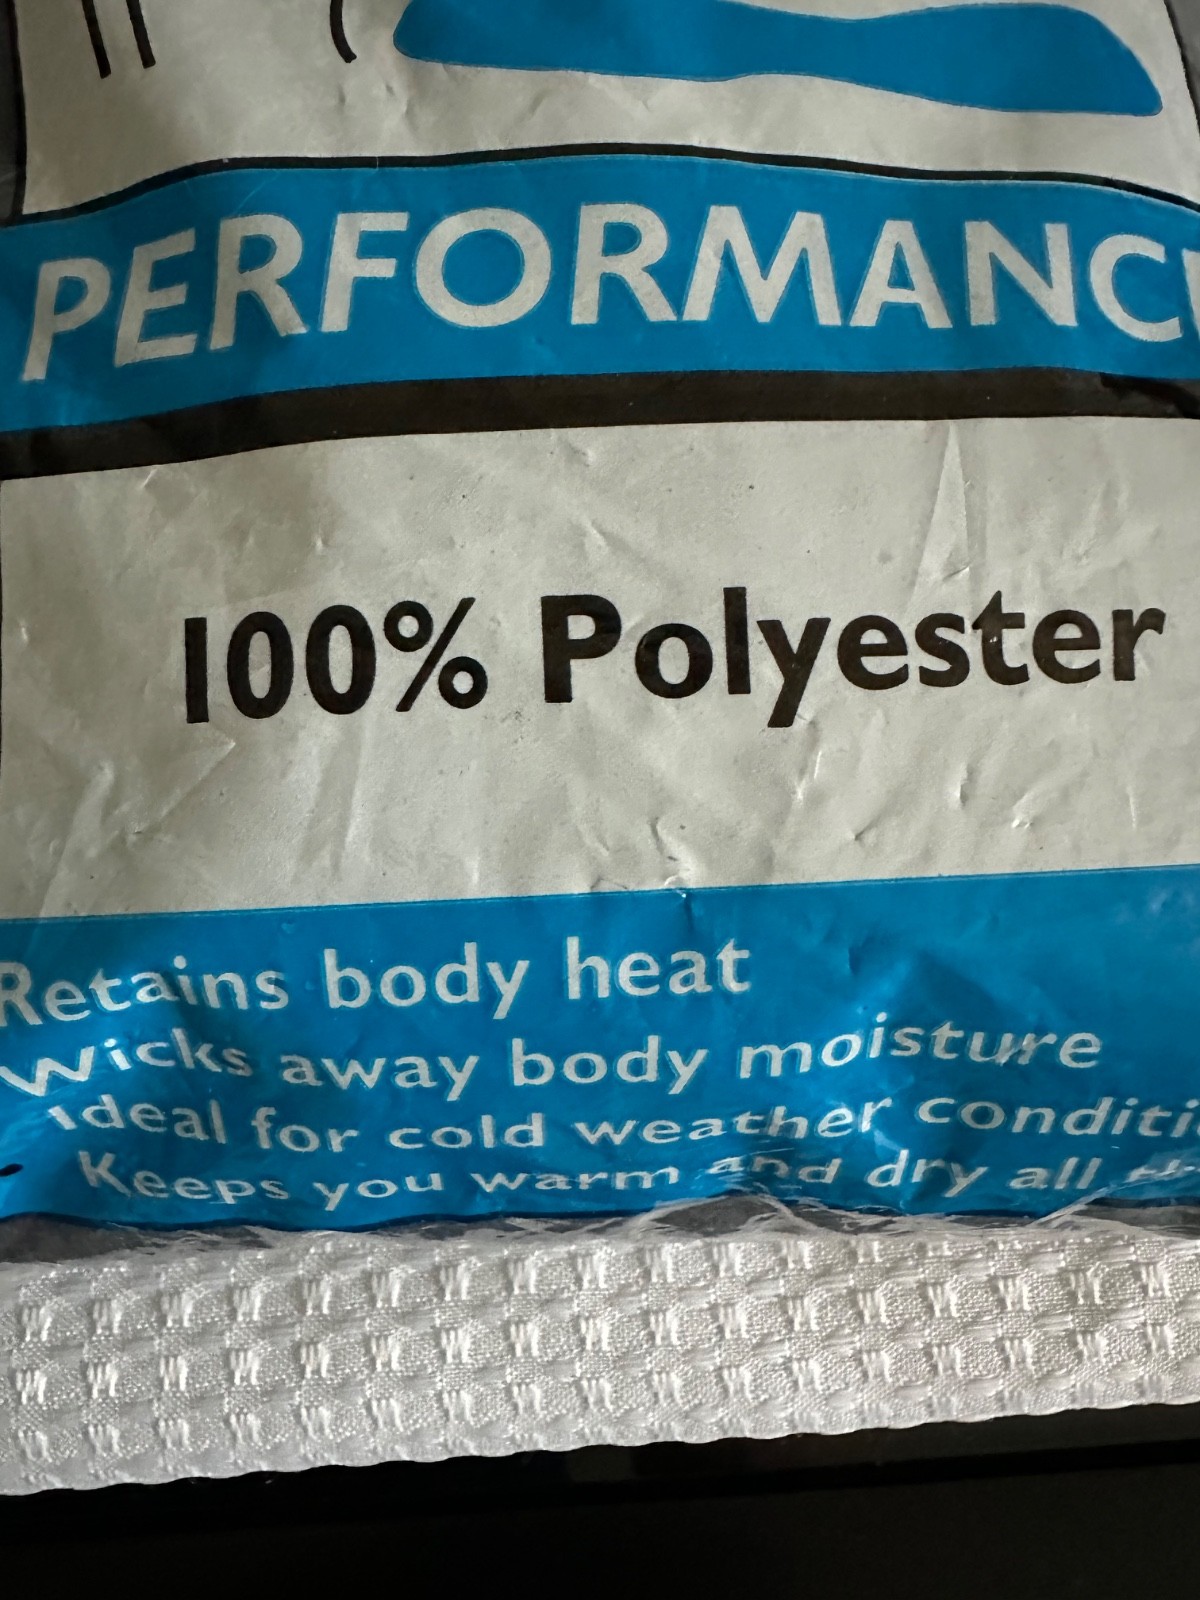 PERFORMANC
100% Polyester
Retains body heat
Wicks away body moisture
Ideal for cold weather conditi
Keeps you warm and dry all